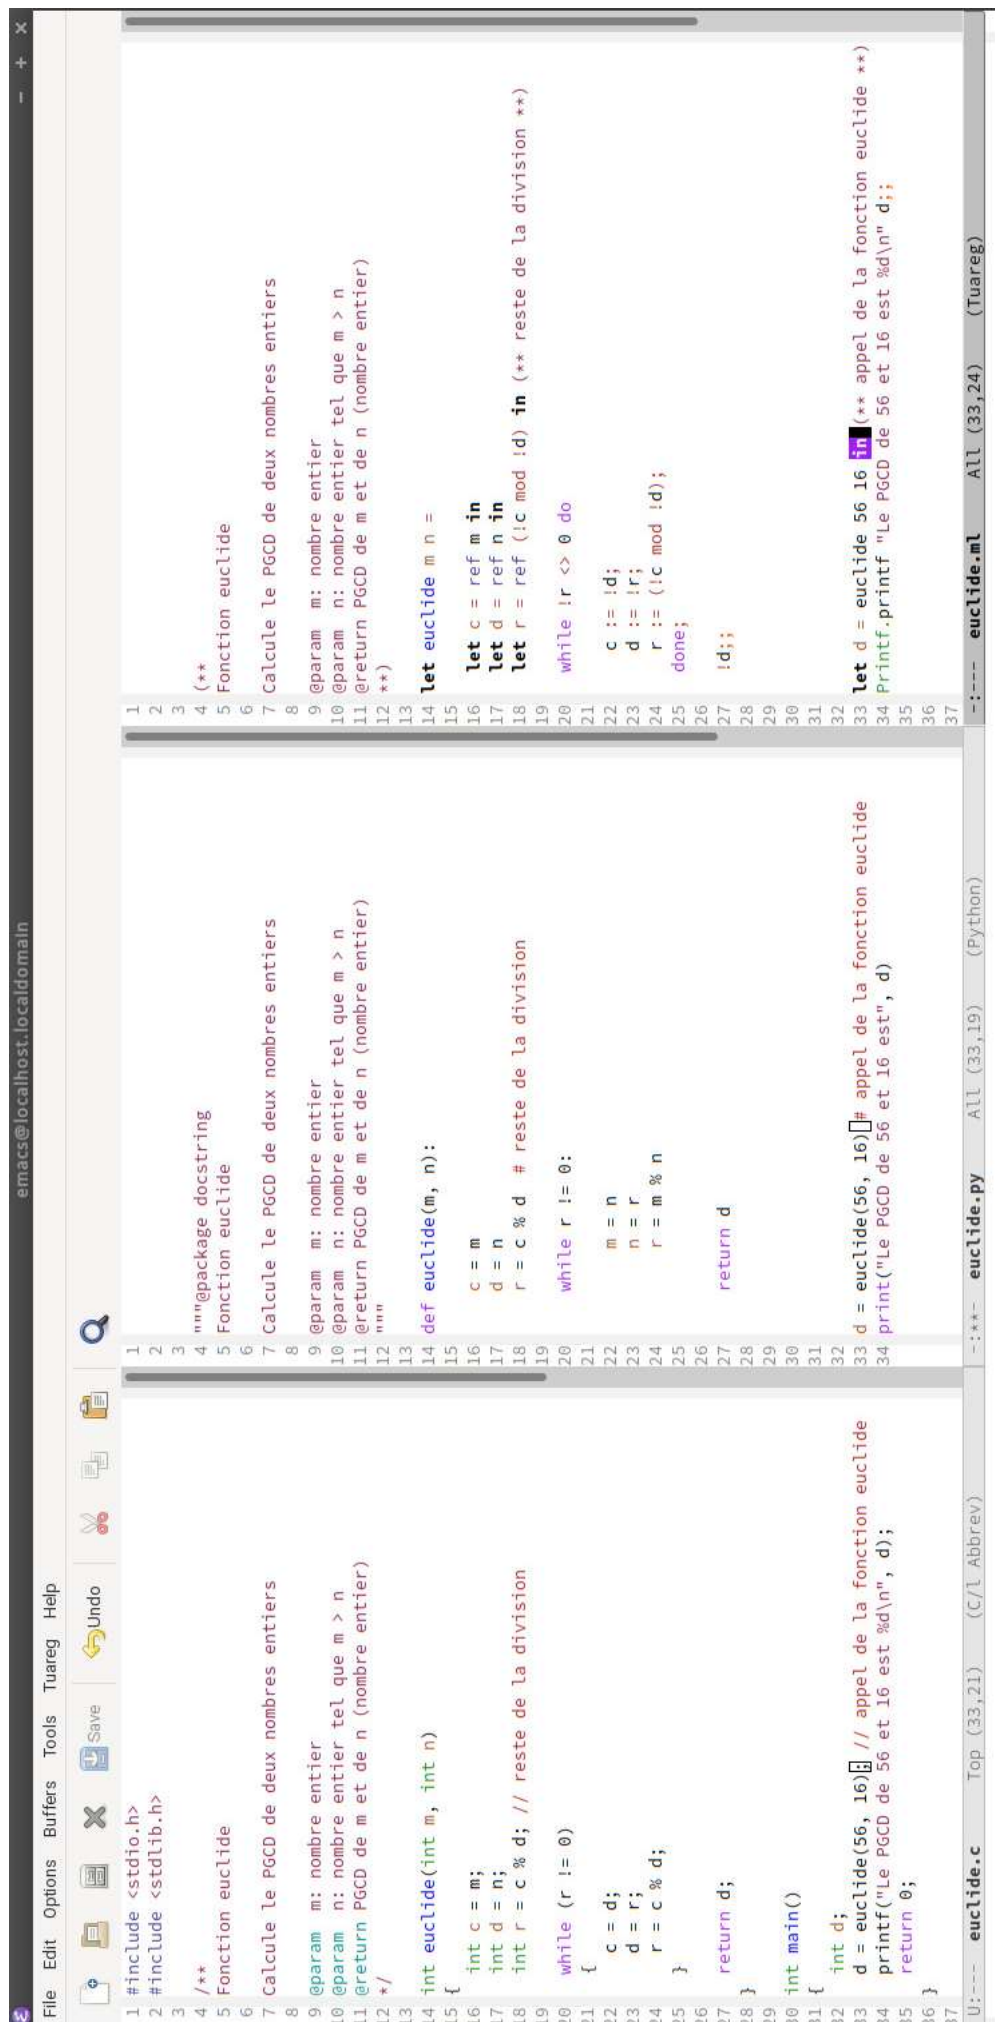 emacs@localhost.localdomain
File Edit Options Buffers Tools Tuareg Help
Save Undo
1 #include <stdio.h>
2 #include <stdlib.h>
3
4 /**
5 Fonction euclide
6
7 Calcule le PGCD de deux nombres entiers
8
9 @param  m: nombre entier
10 @param  n: nombre entier tel que m > n
11 @return PGCD de m et de n (nombre entier)
12 */
13
14 int euclide(int m, int n)
15 {
16   int c = m;
17   int d = n;
18   int r = c % d; // reste de la division
19
20   while (r != 0)
21   {
22     c = d;
23     d = r;
24     r = c % d;
25   }
26
27   return d;
28 }
29
30 int main()
31 {
32   int d;
33   d = euclide(56, 16); // appel de la fonction euclide
34   printf("Le PGCD de 56 et 16 est %d\n", d);
35   return 0;
36 }
37
U:--- euclide.c Top (33,21) (C/l Abbrev)
1
2
3
4 """@package docstring
5 Fonction euclide
6
7 Calcule le PGCD de deux nombres entiers
8
9 @param  m: nombre entier
10 @param  n: nombre entier tel que m > n
11 @return PGCD de m et de n (nombre entier)
12 """
13
14 def euclide(m, n):
15
16     c = m
17     d = n
18     r = c % d  # reste de la division
19
20     while r != 0:
21
22         m = n
23         n = r
24         r = m % n
25
26
27     return d
28
29
30
31
32
33 d = euclide(56, 16) # appel de la fonction euclide
34 print("Le PGCD de 56 et 16 est", d)
-:**- euclide.py All (33,19) (Python)
1
2
3
4 (**
5 Fonction euclide
6
7 Calcule le PGCD de deux nombres entiers
8
9 @param  m: nombre entier
10 @param  n: nombre entier tel que m > n
11 @return PGCD de m et de n (nombre entier)
12 **)
13
14 let euclide m n =
15
16   let c = ref m in
17   let d = ref n in
18   let r = ref (!c mod !d) in (** reste de la division **)
19
20   while !r <> 0 do
21
22     c := !d;
23     d := !r;
24     r := (!c mod !d);
25   done;
26
27   !d;;
28
29
30
31
32
33 let d = euclide 56 16 in (** appel de la fonction euclide **)
34 Printf.printf "Le PGCD de 56 et 16 est %d\n" d;;
35
36
37
-:--- euclide.ml All (33,24) (Tuareg)